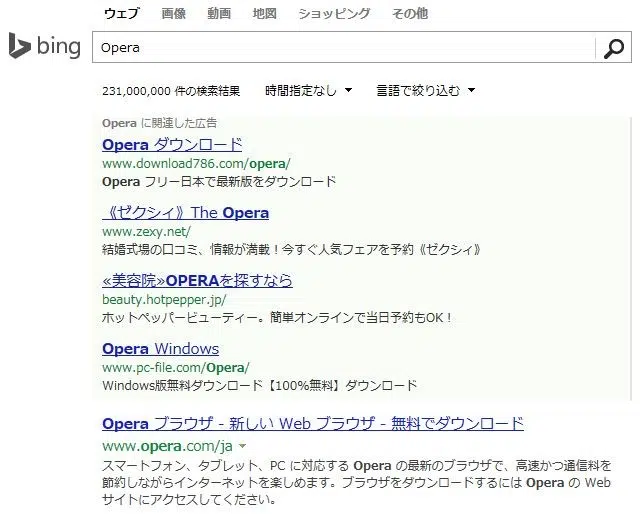 ウェブ 画像 動画 地図 ショッピング その他
bing Opera
231,000,000 件の検索結果 時間指定なし 言語で絞り込む
Opera に関連した広告
Opera ダウンロード
www.download786.com/opera/
Opera フリー日本で最新版をダウンロード
《ゼクシィ》The Opera
www.zexy.net/
結婚式場の口コミ、情報が満載！今すぐ人気フェアを予約《ゼクシィ》
«美容院»OPERAを探すなら
beauty.hotpepper.jp/
ホットペッパービューティー。簡単オンラインで当日予約もOK！
Opera Windows
www.pc-file.com/Opera/
Windows版無料ダウンロード【100%無料】ダウンロード
Opera ブラウザ - 新しい Web ブラウザ - 無料でダウンロード
www.opera.com/ja
スマートフォン、タブレット、PC に対応する Opera の最新のブラウザで、高速かつ通信料を
節約しながらインターネットを楽しめます。ブラウザをダウンロードするには Opera の Web
サイトにアクセスしてください。